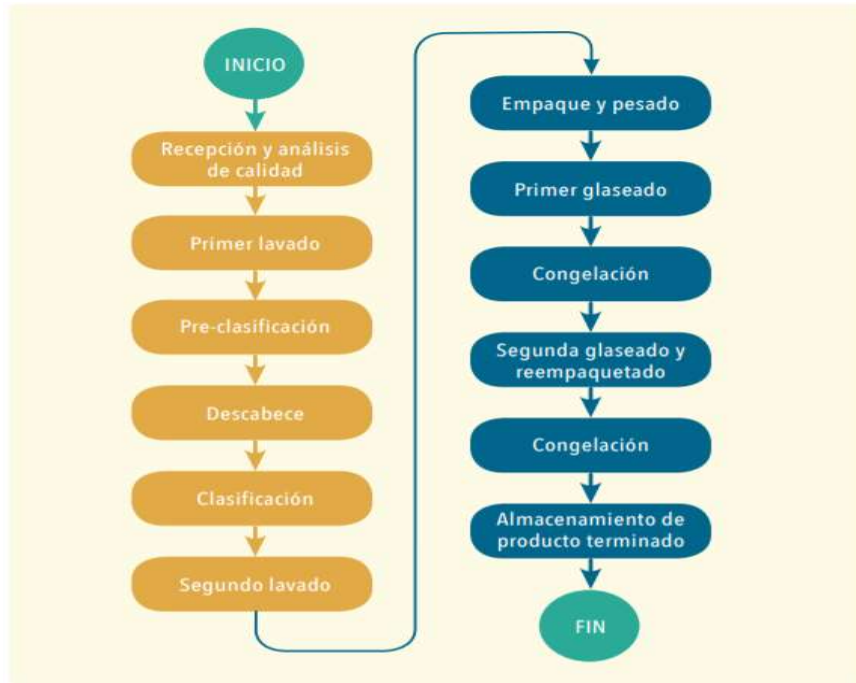 INICIO
Recepción y análisis
de calidad
Primer lavado
Pre-clasificación
Descabece
Clasificación
Segundo lavado
Empaque y pesado
Primer glaseado
Congelación
Segunda glaseado y
reempaquetado
Congelación
Almacenamiento de
producto terminado
FIN